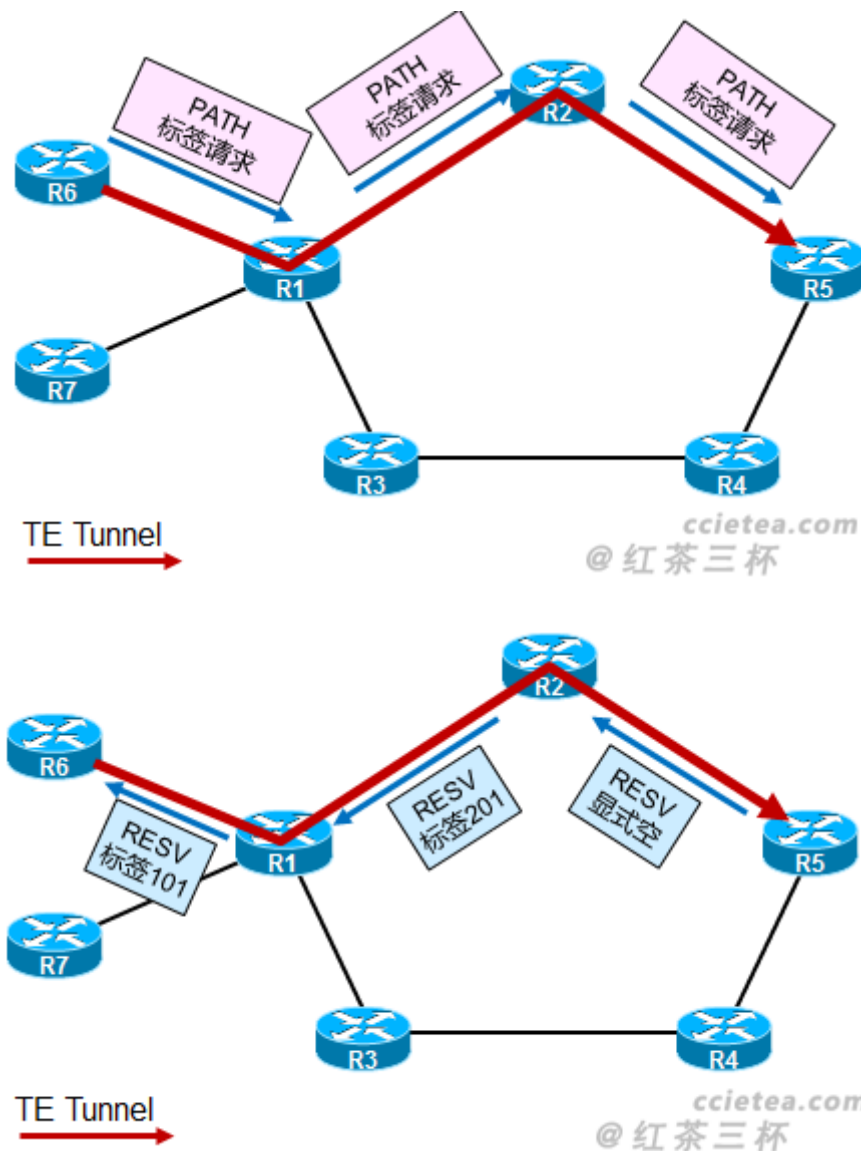 PATH
标签请求
PATH
标签请求
PATH
标签请求
R2
R6
R1
R5
R7
R3
R4
TE Tunnel
ccietea.com
@红茶三杯
R2
R6
RESV
标签201
RESV
显式空
RESV
标签101
R1
R5
R7
R3
R4
TE Tunnel
ccietea.com
@红茶三杯